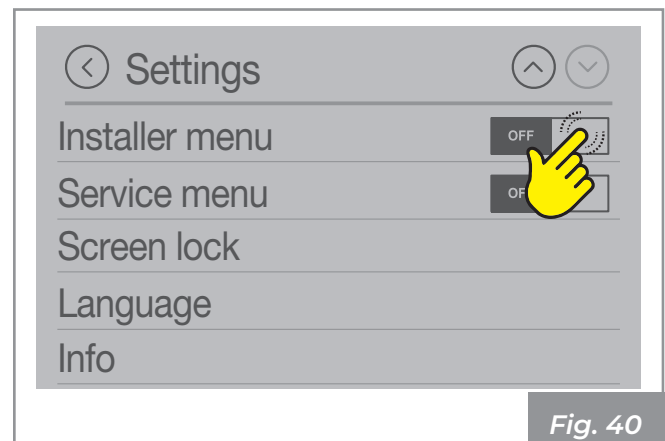 Settings
Installer menu OFF
Service menu OF
Screen lock
Language
Info
Fig. 40